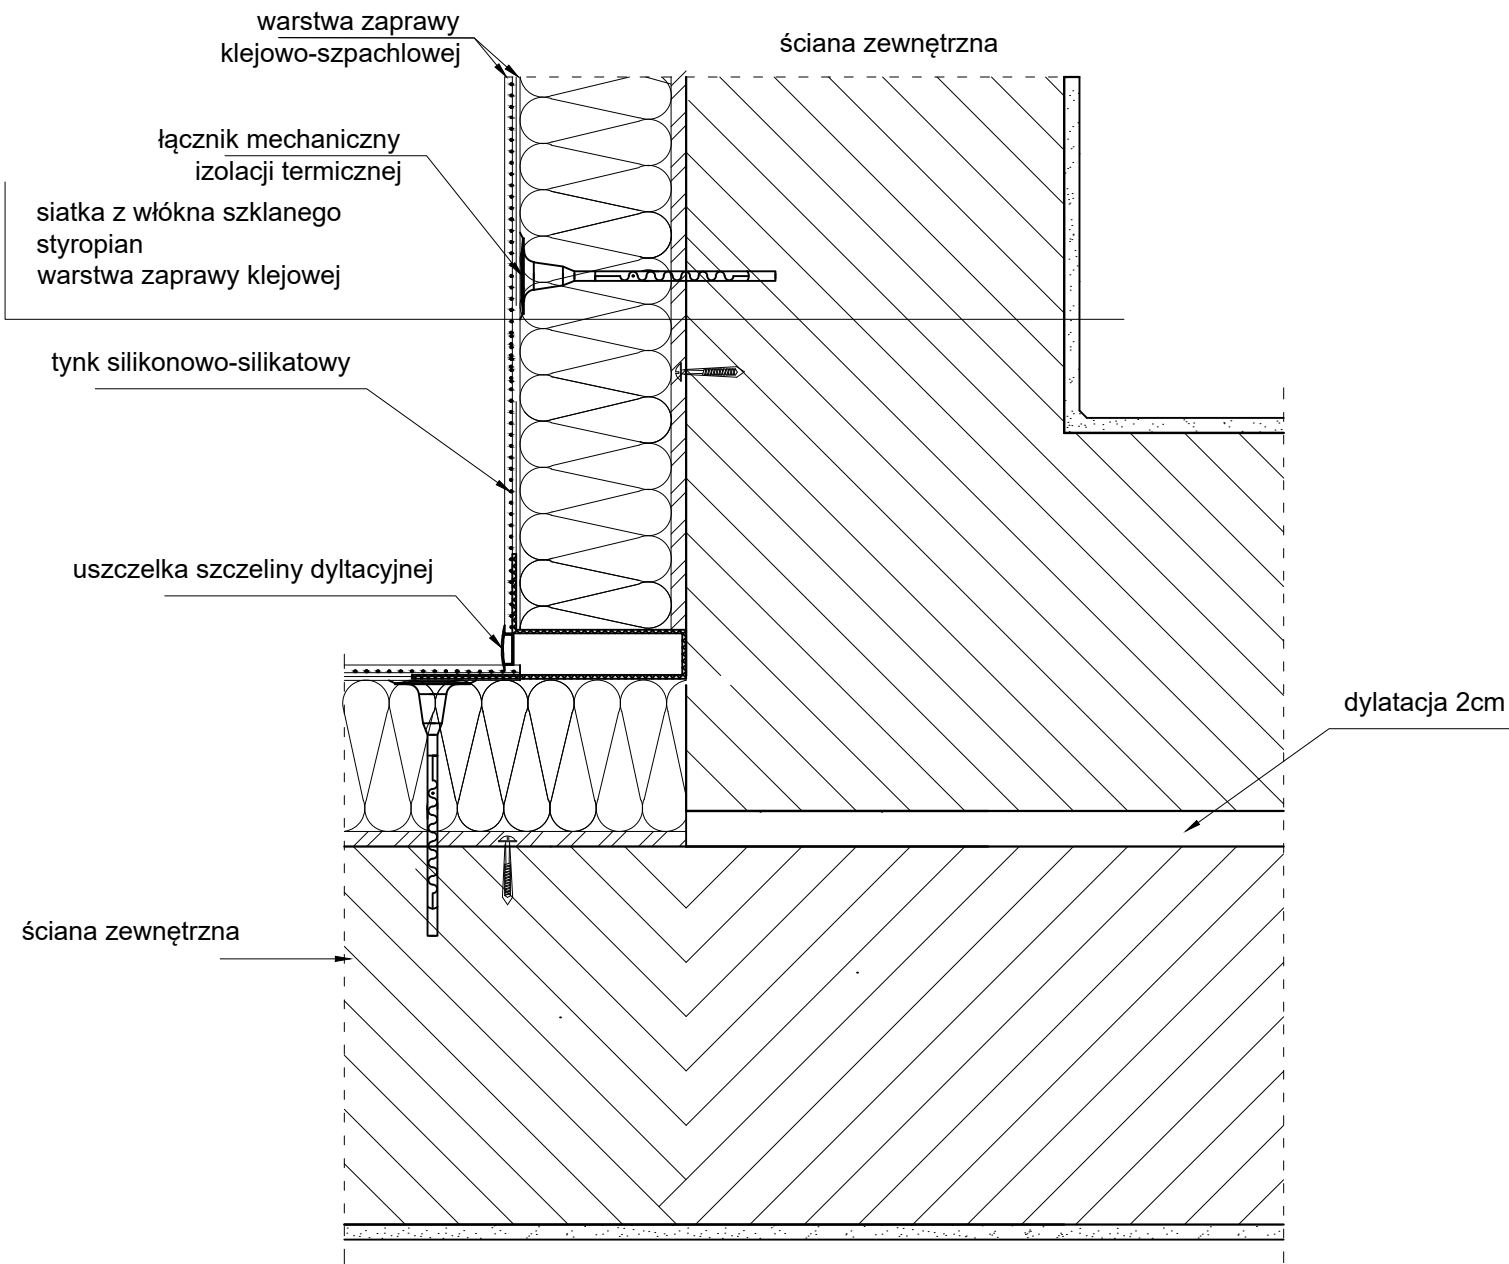 warstwa zaprawy
klejowo-szpachlowej
ściana zewnętrzna
łącznik mechaniczny
izolacji termicznej
siatka z włókna szklanego
styropian
warstwa zaprawy klejowej
tynk silikonowo-silikatowy
uszczelka szczeliny dyltacyjnej
dylatacja 2cm
ściana zewnętrzna